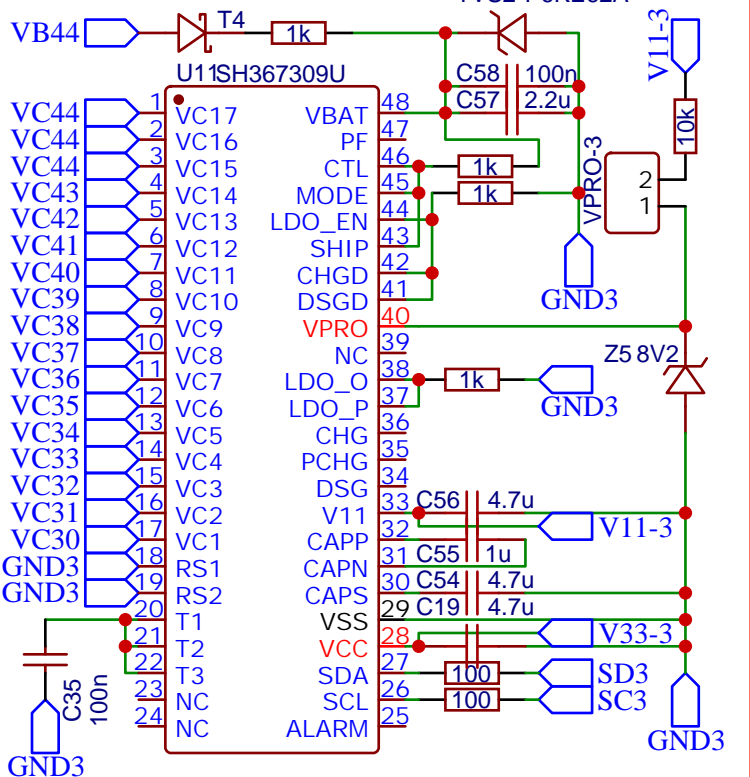 VB44
T4
1k
U11SH367309U
C58 100n
C57 2.2u
V11-3
10k
VPRO-3
2
1
VC44 1 VC17 VBAT 48
VC44 2 VC16 PF 47
VC44 3 VC15 CTL 46 1k
VC43 4 VC14 MODE 45 1k
VC42 5 VC13 LDO_EN 44
VC41 6 VC12 SHIP 43
VC40 7 VC11 CHGD 42
VC39 8 VC10 DSGD 41 GND3
VC38 9 VC9 VPRO 40
VC37 10 VC8 NC 39 Z5 8V2
VC36 11 VC7 LDO_O 38 1k GND3
VC35 12 VC6 LDO_P 37
VC34 13 VC5 CHG 36
VC33 14 VC4 PCHG 35
VC32 15 VC3 DSG 34
VC31 16 VC2 V11 33 C56 4.7u V11-3
VC30 17 VC1 CAPP 32
GND3 18 RS1 CAPN 31 C55 1u
GND3 19 RS2 CAPS 30 C54 4.7u
20 T1 VSS 29 C19 4.7u
21 T2 VCC 28 V33-3
22 T3 SDA 27 100 SD3
23 NC SCL 26 100 SC3
24 NC ALARM 25
C35
100n
GND3
GND3